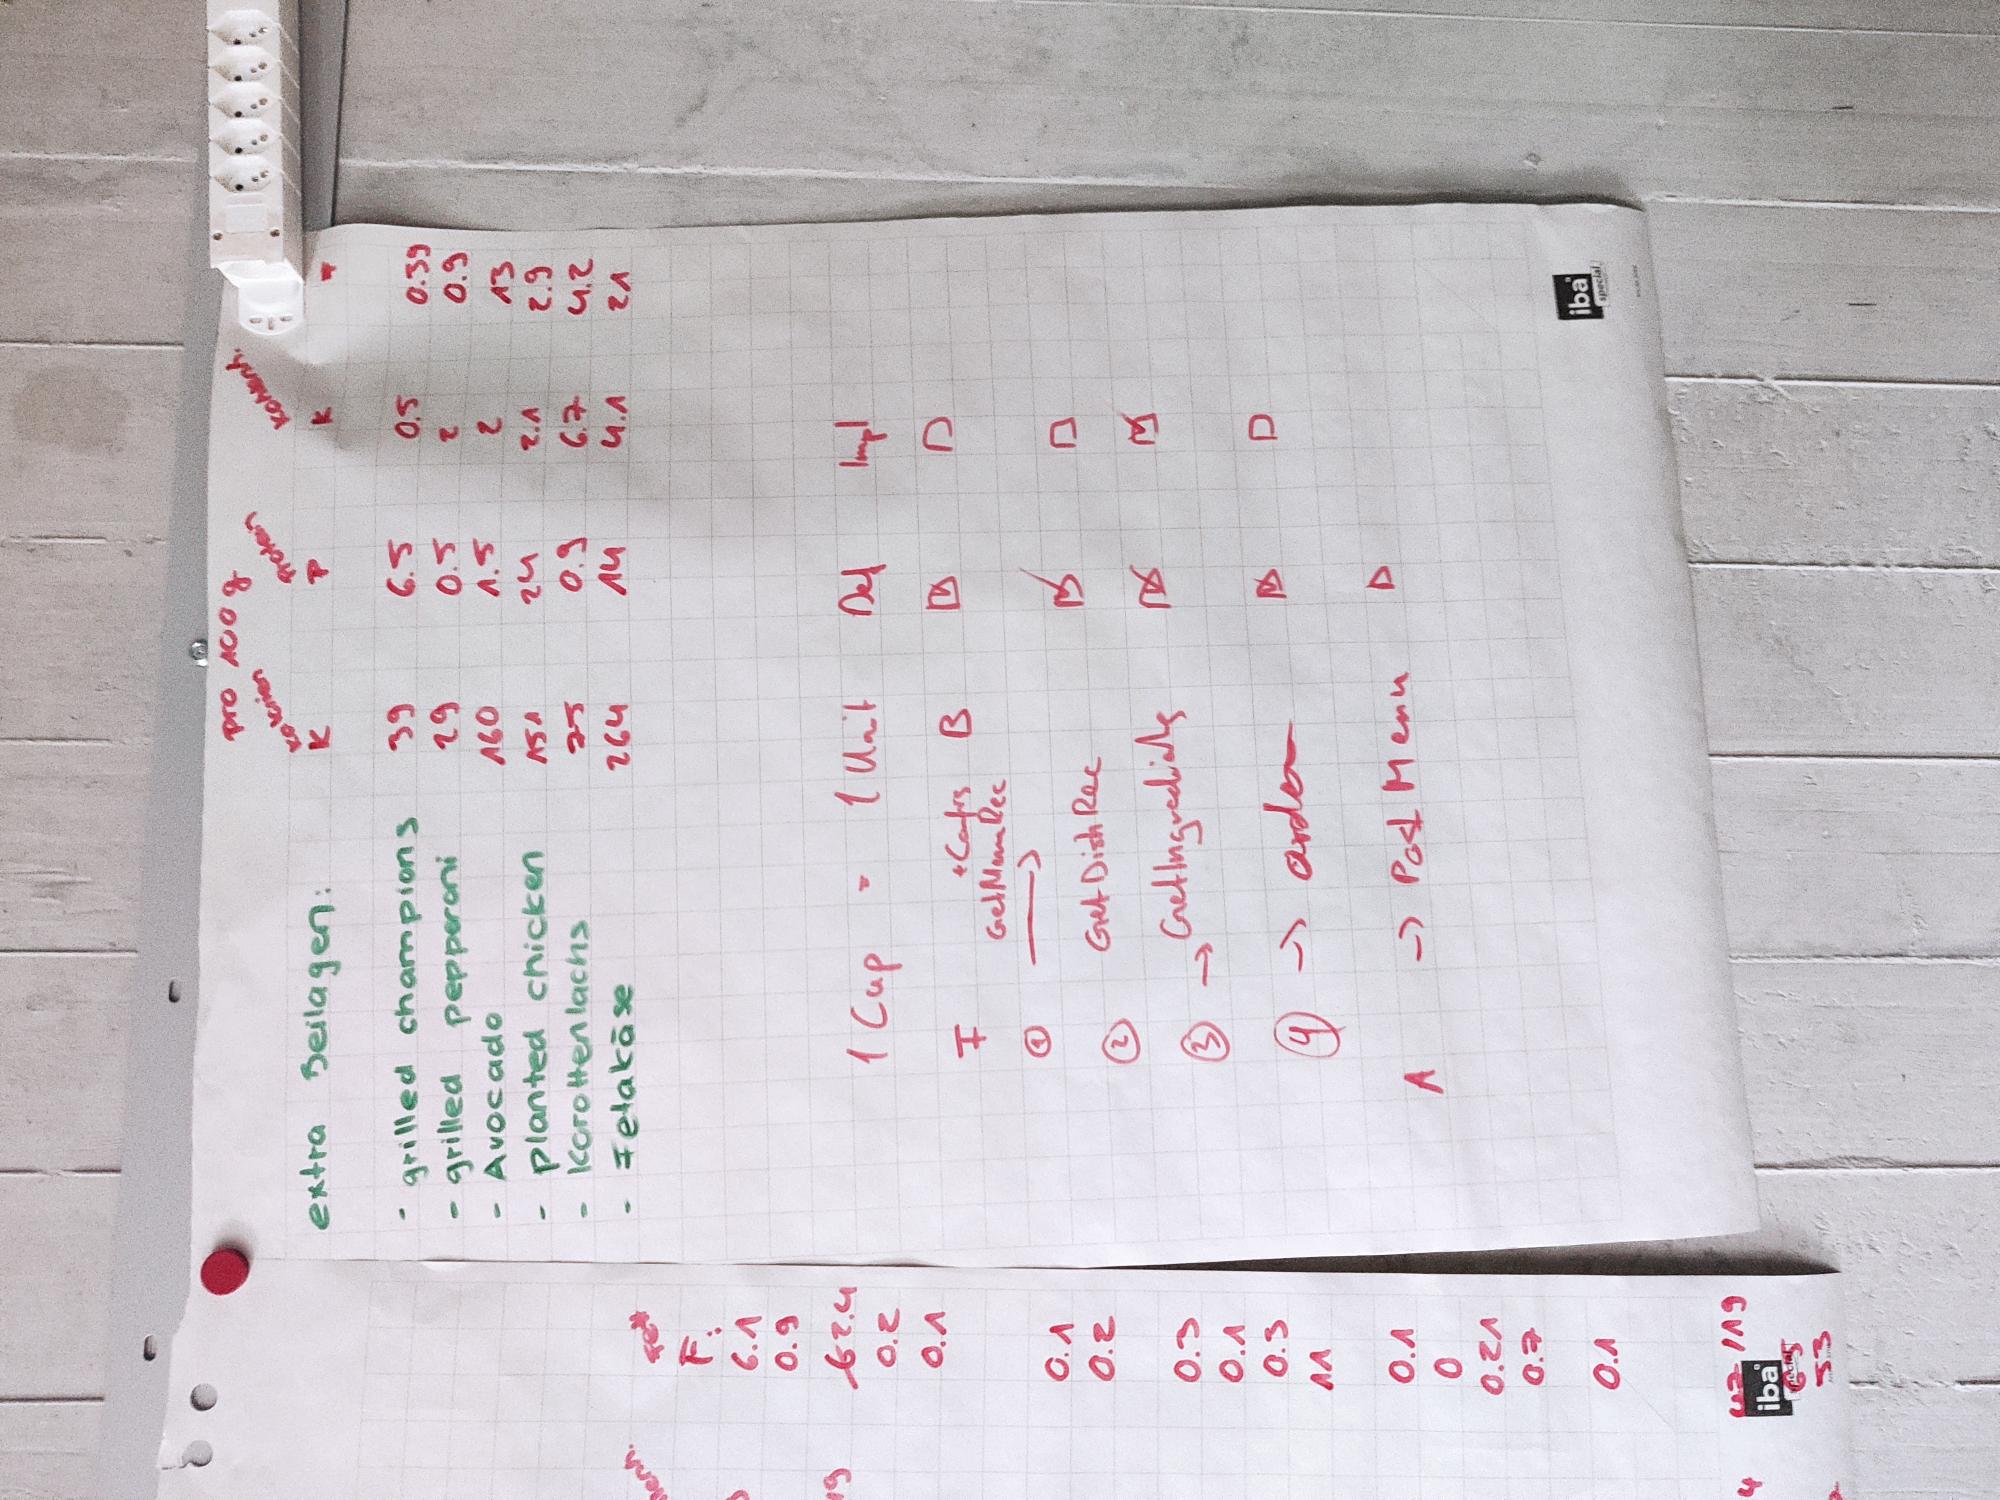 pro 100 g
Kalorien Protein Kohlenh.
extra Beilagen: K P K F
- grilled champions 39 6.5 0.5 0.39
- grilled pepperoni 29 0.5 2 0.9
- Avocado 160 1.5 2 13
- planted chicken 151 24 2.1 2.9
- Karottenlachs 75 0.9 6.7 4.2
- Fetakäse 264 14 4.1 21
1 Cup = 1 Unit Def Impl
F B
GetMenuRec
1
2 GetDishRec
3 → GetIngredients
4 → order
A → Post Menu
iba
special
Fett
F:
6.1
0.9
19 62.4
0.2
0.1
0.1
0.2
0.3
0.1
0.3
11
0.1
0
0.21
0.7
0.1
4 47/19
iba
special
65
53